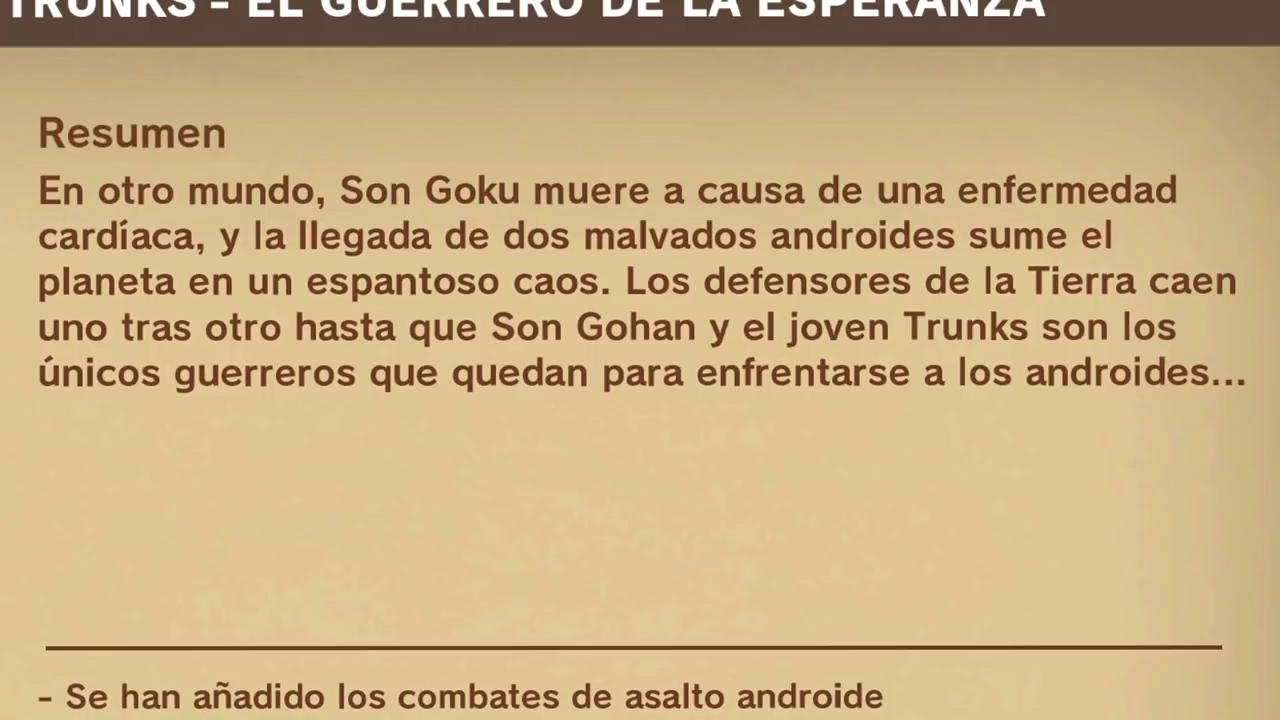 TRUNKS – EL GUERRERO DE LA ESPERANZA
Resumen
En otro mundo, Son Goku muere a causa de una enfermedad
cardíaca, y la llegada de dos malvados androides sume el
planeta en un espantoso caos. Los defensores de la Tierra caen
uno tras otro hasta que Son Gohan y el joven Trunks son los
únicos guerreros que quedan para enfrentarse a los androides...
- Se han añadido los combates de asalto androide